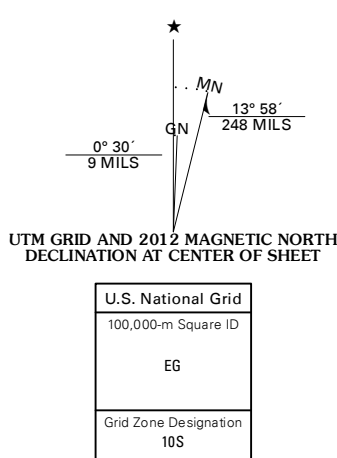 ★
MN
GN
13° 58´
248 MILS
0° 30´
9 MILS
UTM GRID AND 2012 MAGNETIC NORTH
DECLINATION AT CENTER OF SHEET
U.S. National Grid
100,000-m Square ID
EG
Grid Zone Designation
10S